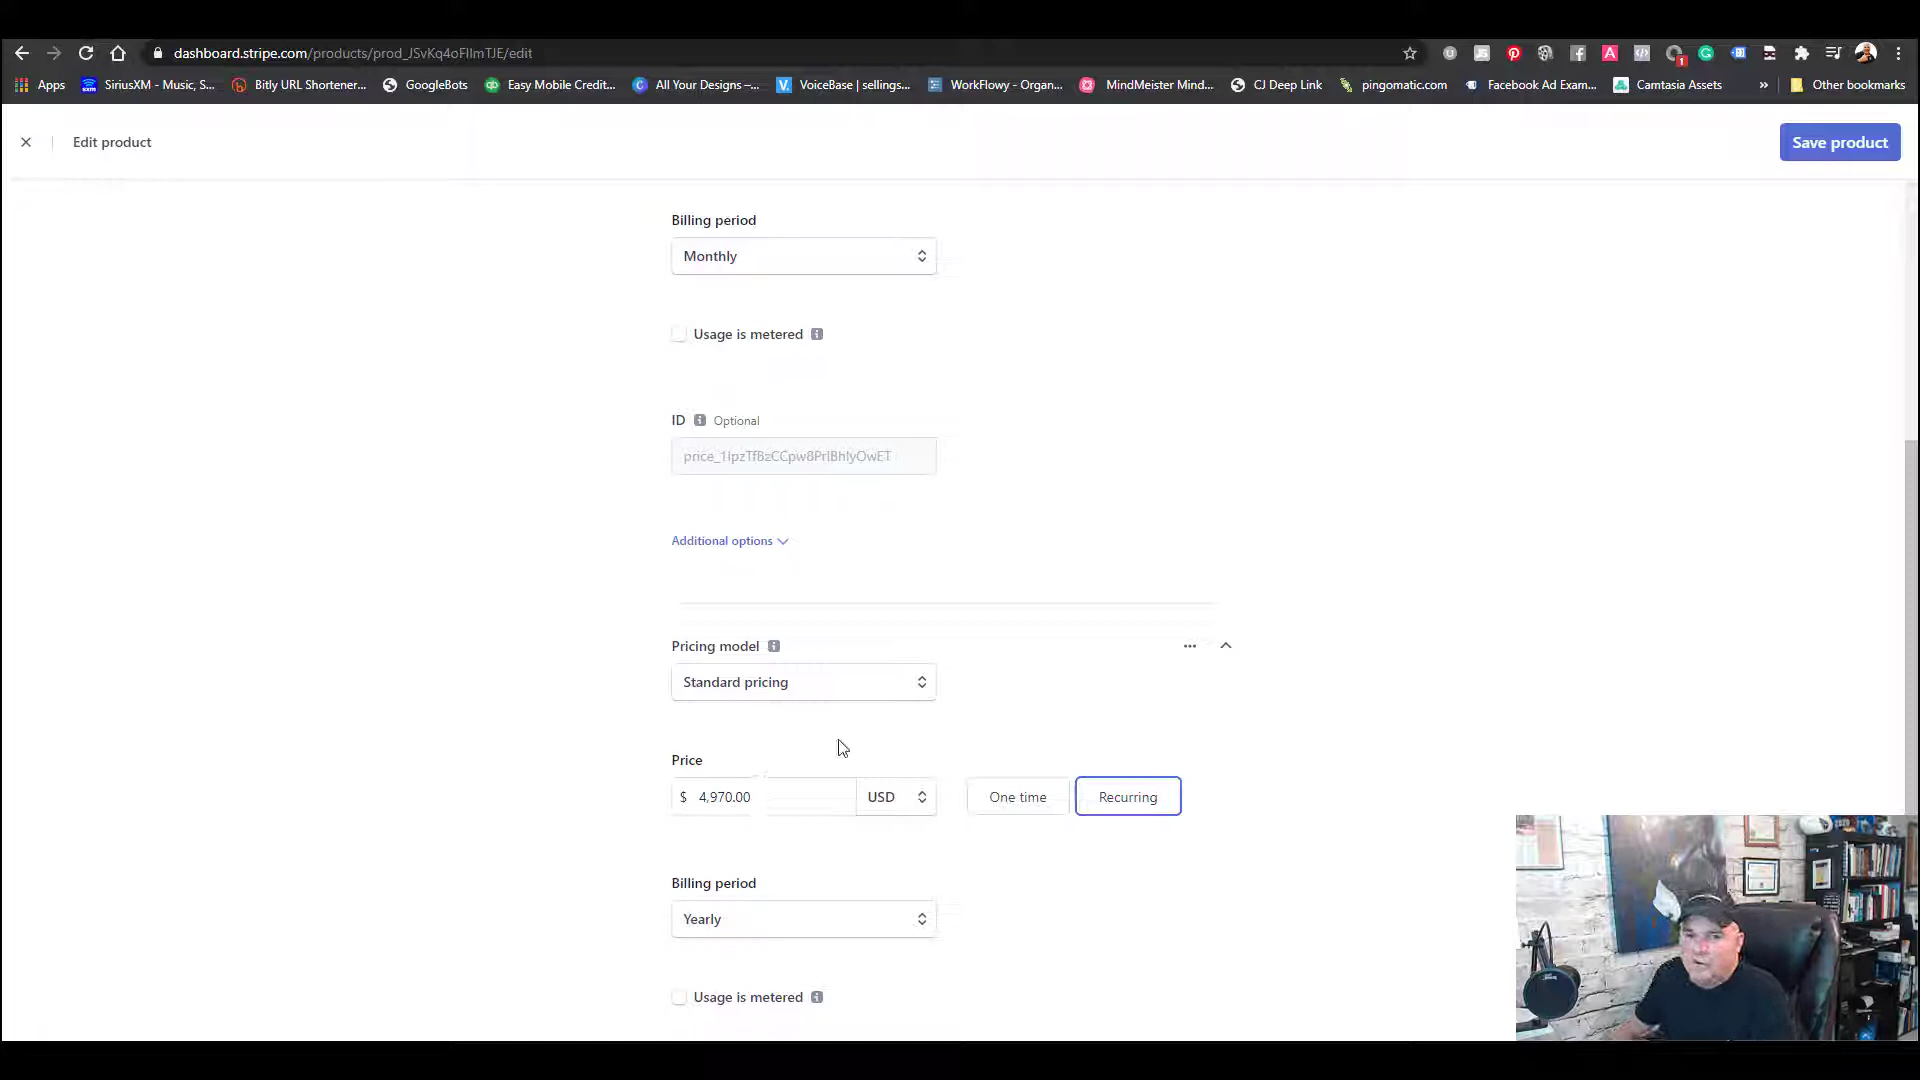 dashboard.stripe.com/products/prod_JSvKq4oFIlmTJE/edit
Apps
SiriusXM - Music, S...
Bitly URL Shortener...
GoogleBots
Easy Mobile Credit...
All Your Designs –...
VoiceBase | sellings...
WorkFlowy - Organ...
MindMeister Mind...
CJ Deep Link
pingomatic.com
Facebook Ad Exam...
Camtasia Assets
»
Other bookmarks
Edit product
Save product
Billing period
Monthly
Usage is metered
ID Optional
price_1IpzTfBzCCpw8PrIBhIyOwET
Additional options
Pricing model
Standard pricing
Price
$ 4,970.00 USD One time Recurring
Billing period
Yearly
Usage is metered